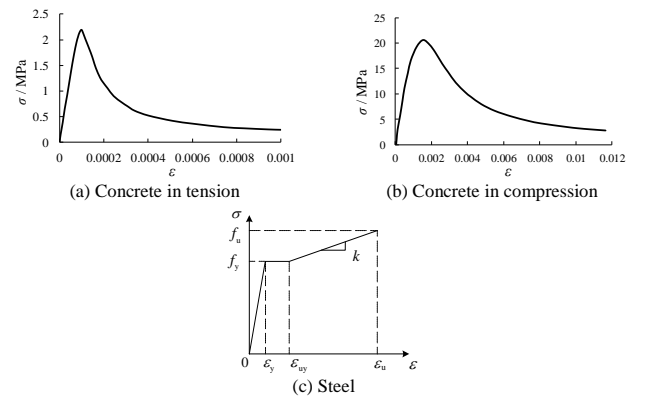 2.5
2
1.5
1
0.5
0
σ / MPa
0 0.0002 0.0004 0.0006 0.0008 0.001
ε
(a) Concrete in tension
25
20
15
10
5
0
σ / MPa
0 0.002 0.004 0.006 0.008 0.01 0.012
ε
(b) Concrete in compression
σ
f_u
f_y
k
0 ε_y ε_uy ε_u ε
(c) Steel